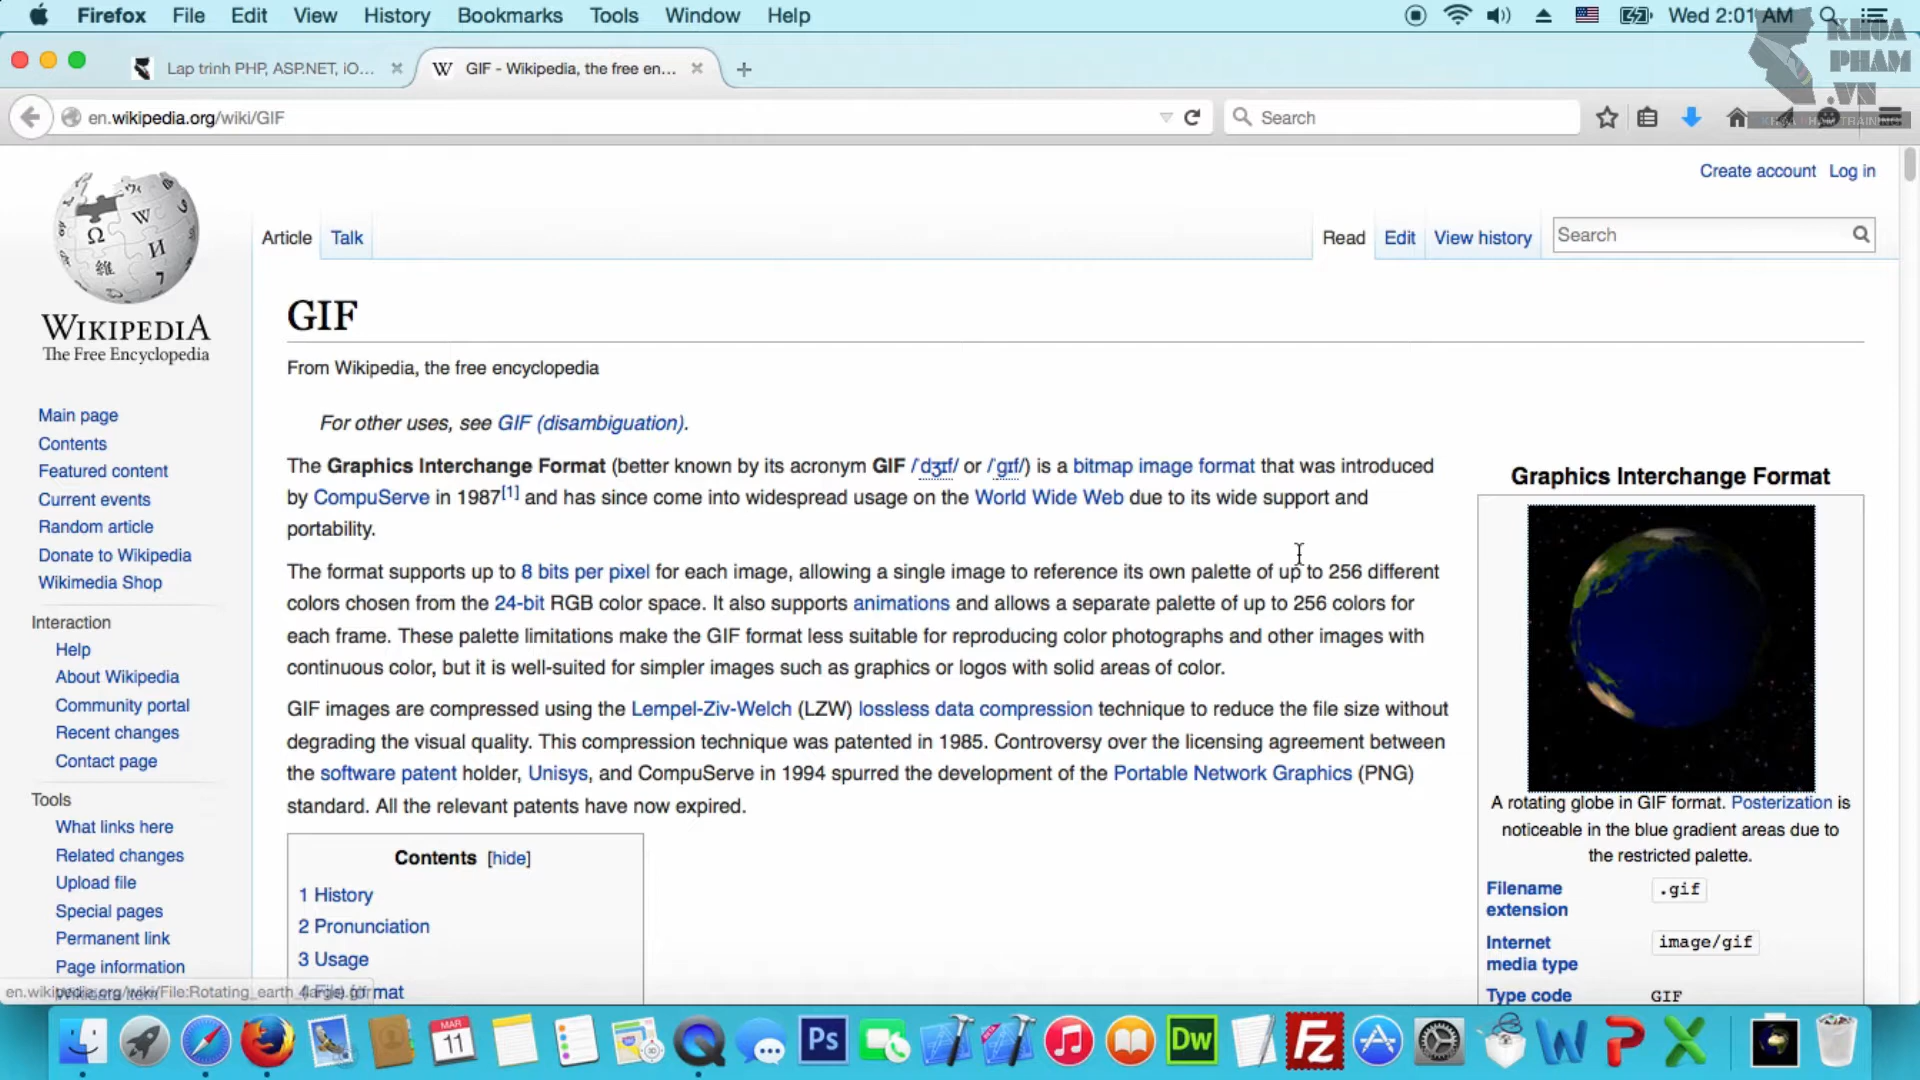 Firefox File Edit View History Bookmarks Tools Window Help
Wed 2:01 AM
KHOA
PHAM
.VN
Lap trinh PHP, ASP.NET, iO...
GIF - Wikipedia, the free en...
en.wikipedia.org/wiki/GIF
Search
WIKIPEDIA
The Free Encyclopedia
Main page
Contents
Featured content
Current events
Random article
Donate to Wikipedia
Wikimedia Shop
Interaction
Help
About Wikipedia
Community portal
Recent changes
Contact page
Tools
What links here
Related changes
Upload file
Special pages
Permanent link
Page information
Create account Log in
Article Talk
Read Edit View history Search
GIF
From Wikipedia, the free encyclopedia
For other uses, see GIF (disambiguation).
The Graphics Interchange Format (better known by its acronym GIF /ˈdʒɪf/ or /ˈɡɪf/) is a bitmap image format that was introduced
by CompuServe in 1987[1] and has since come into widespread usage on the World Wide Web due to its wide support and
portability.
The format supports up to 8 bits per pixel for each image, allowing a single image to reference its own palette of up to 256 different
colors chosen from the 24-bit RGB color space. It also supports animations and allows a separate palette of up to 256 colors for
each frame. These palette limitations make the GIF format less suitable for reproducing color photographs and other images with
continuous color, but it is well-suited for simpler images such as graphics or logos with solid areas of color.
GIF images are compressed using the Lempel-Ziv-Welch (LZW) lossless data compression technique to reduce the file size without
degrading the visual quality. This compression technique was patented in 1985. Controversy over the licensing agreement between
the software patent holder, Unisys, and CompuServe in 1994 spurred the development of the Portable Network Graphics (PNG)
standard. All the relevant patents have now expired.
Contents [hide]
1 History
2 Pronunciation
3 Usage
4 File format
Graphics Interchange Format
A rotating globe in GIF format. Posterization is
noticeable in the blue gradient areas due to
the restricted palette.
Filename
extension
.gif
Internet
media type
image/gif
Type code
GIF
MAR
11
Ps
Dw
Fz